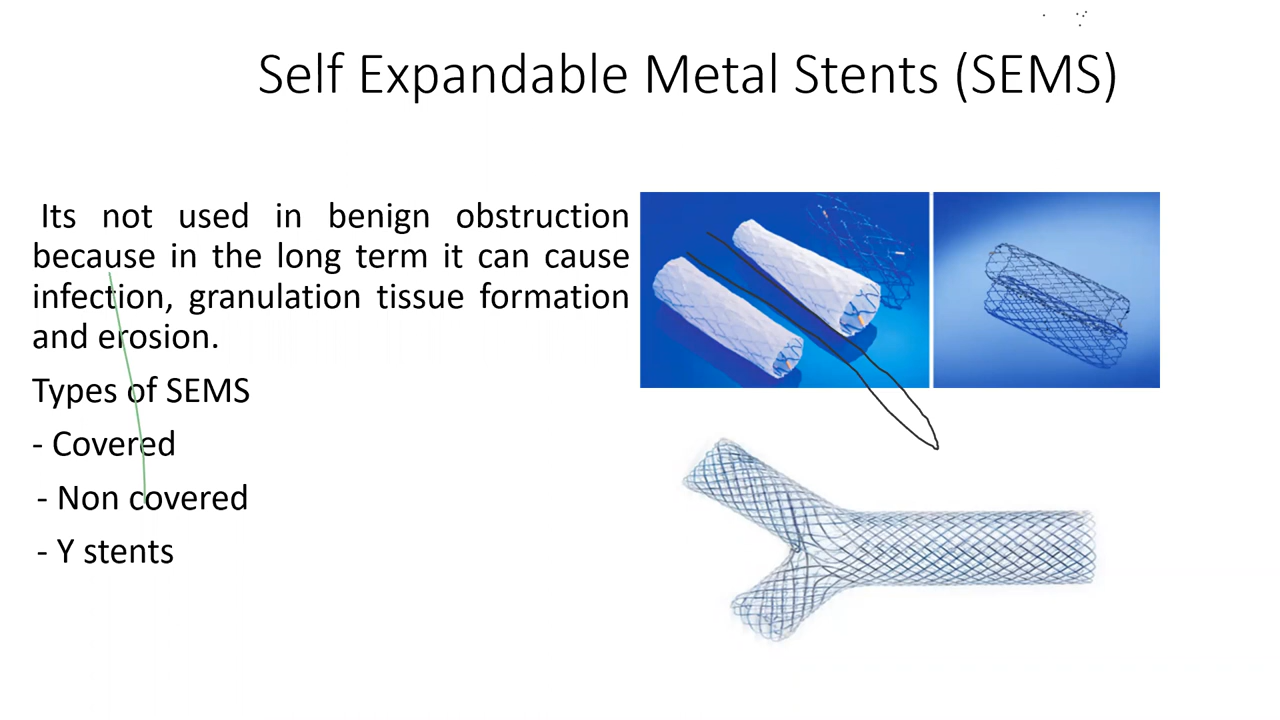 Self Expandable Metal Stents (SEMS)
Its not used in benign obstruction
because in the long term it can cause
infection, granulation tissue formation
and erosion.
Types of SEMS
- Covered
- Non covered
- Y stents